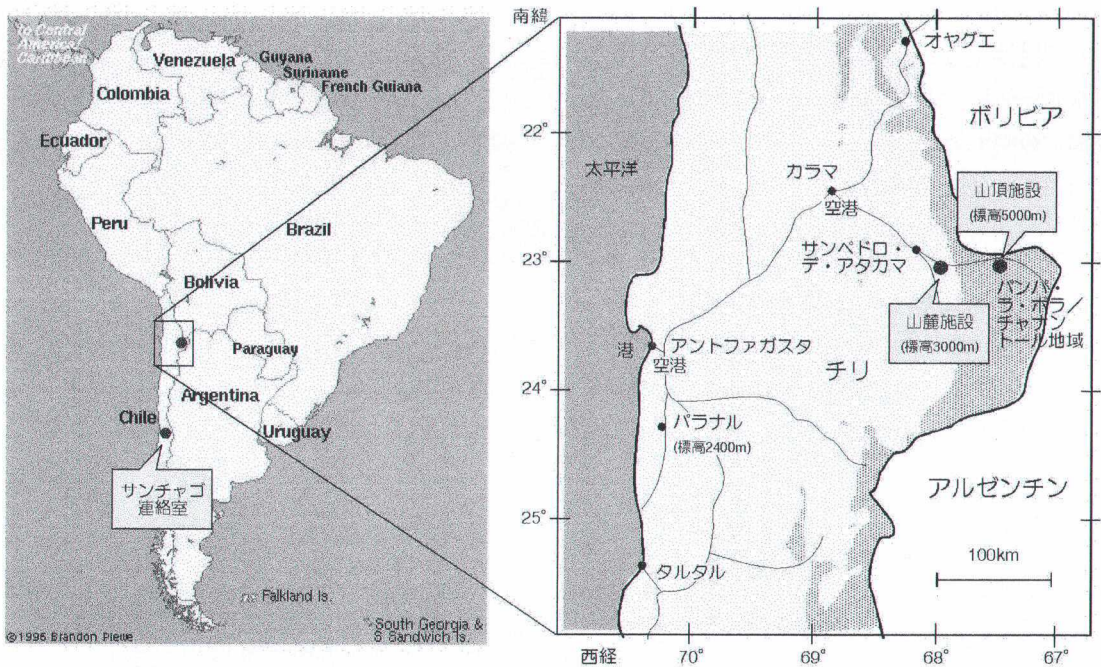 to Central
America/
Caribbean
Venezuela
Guyana
Suriname
French Guiana
Colombia
Ecuador
Peru
Brazil
Bolivia
Paraguay
Argentina
Chile
Uruguay
サンチャゴ
連絡室
Falkland Is.
South Georgia &
S Sandwich Is.
©1996 Brandon Plewe
南緯
22°
23°
24°
25°
オヤグエ
ボリビア
太平洋
カラマ
空港
山頂施設
(標高5000m)
サンペドロ・
デ・アタカマ
パンパ・
ラ・ボラ/
チャナン
トール地域
山麓施設
(標高3000m)
港
アントファガスタ
空港
チリ
パラナル
(標高2400m)
アルゼンチン
100km
タルタル
西経
70°
69°
68°
67°